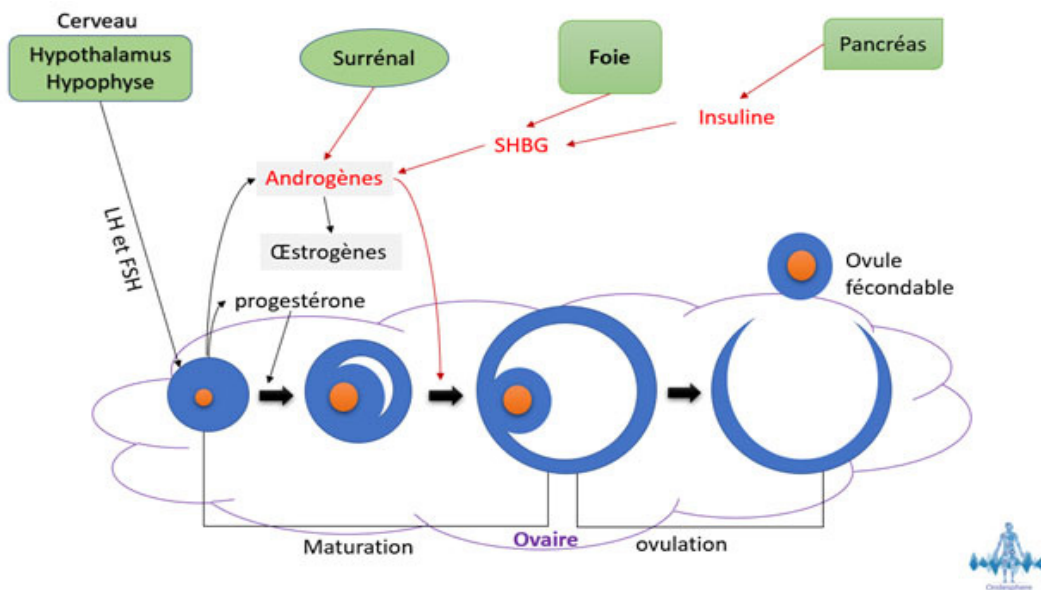 Cerveau
Hypothalamus
Hypophyse
Surrénal
Foie
Pancréas
Insuline
SHBG
Androgènes
LH et FSH
Œstrogènes
progestérone
Ovule
fécondable
Maturation
Ovaire
ovulation